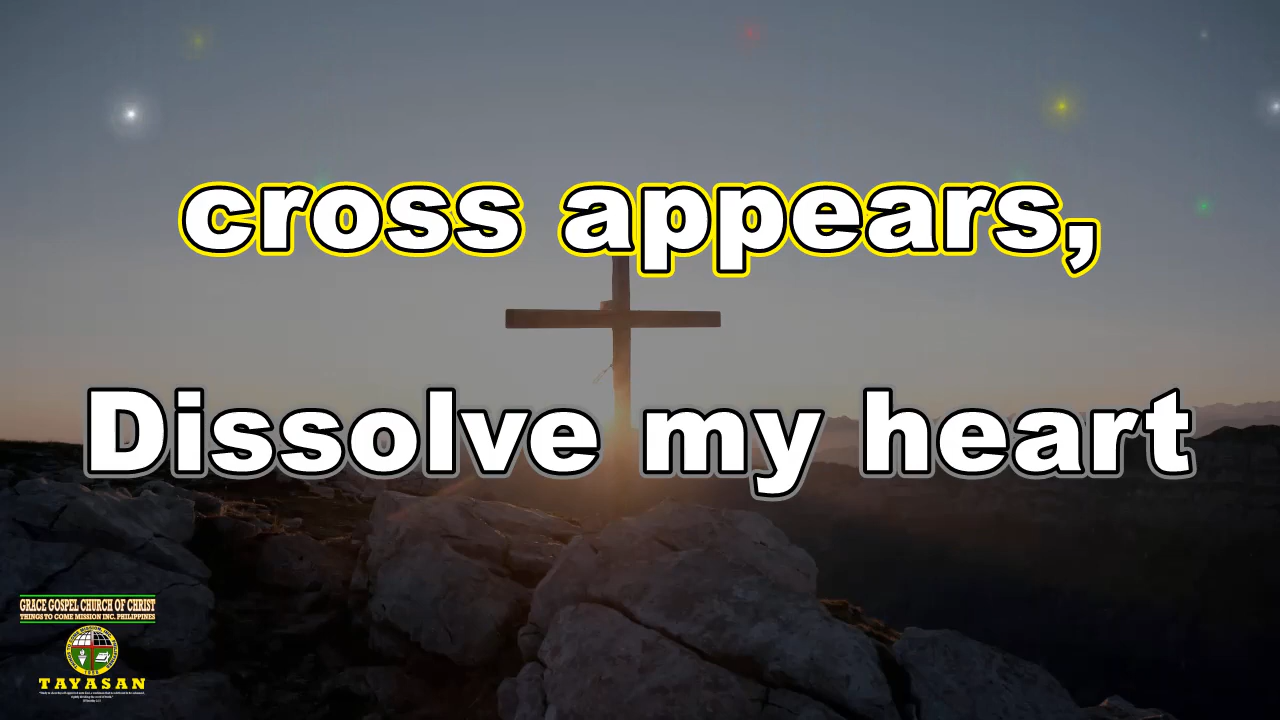 cross appears,
Dissolve my heart
GRACE GOSPEL CHURCH OF CHRIST
THINGS TO COME MISSION INC. PHILIPPINES
TAYASAN